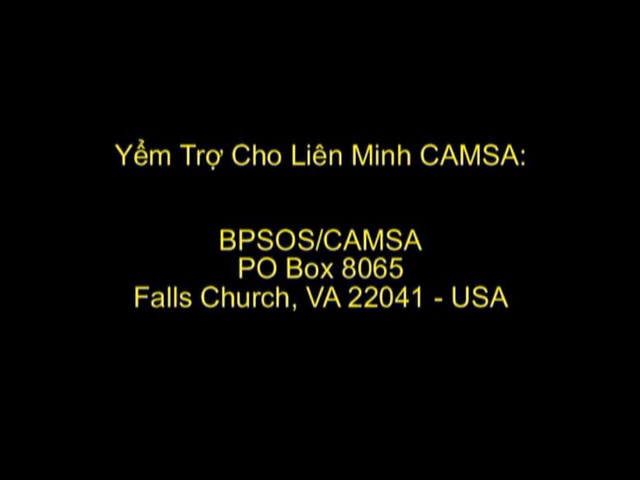 Yểm Trợ Cho Liên Minh CAMSA:
BPSOS/CAMSA
PO Box 8065
Falls Church, VA 22041 - USA